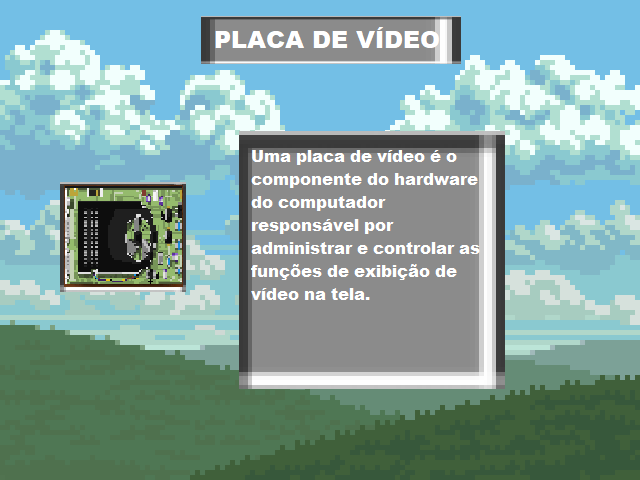 PLACA DE VÍDEO
Uma placa de vídeo é o
componente do hardware
do computador
responsável por
administrar e controlar as
funções de exibição de
vídeo na tela.